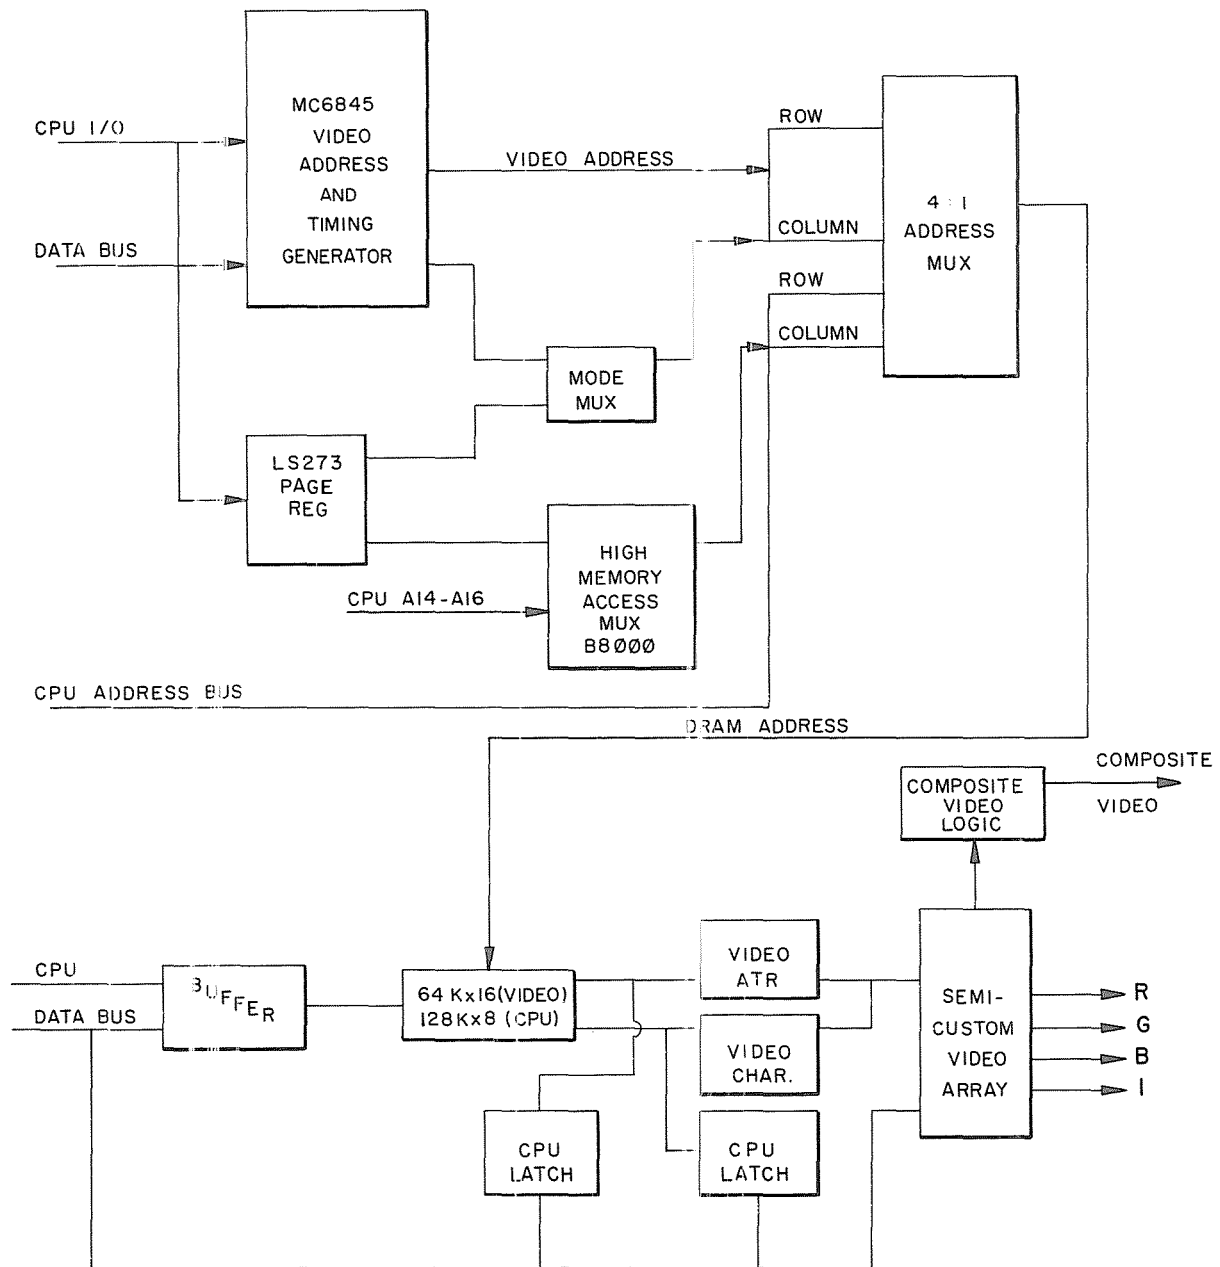 MC6845
VIDEO
ADDRESS
AND
TIMING
GENERATOR
CPU I/O
DATA BUS
VIDEO ADDRESS
ROW
COLUMN
ROW
COLUMN
4:1
ADDRESS
MUX
MODE
MUX
LS273
PAGE
REG
HIGH
MEMORY
ACCESS
MUX
B8000
CPU A14-A16
CPU ADDRESS BUS
DRAM ADDRESS
COMPOSITE
VIDEO
LOGIC
COMPOSITE
VIDEO
CPU
DATA BUS
BUFFER
64 Kx16(VIDEO)
128Kx8 (CPU)
VIDEO
ATR
VIDEO
CHAR.
CPU
LATCH
CPU
LATCH
SEMI-
CUSTOM
VIDEO
ARRAY
R
G
B
I